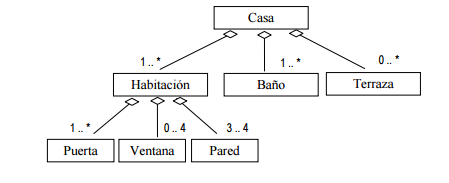 Casa
1 .. *
1 .. *
0 .. *
Habitación
Baño
Terraza
1 .. *
0 .. 4
3 .. 4
Puerta
Ventana
Pared